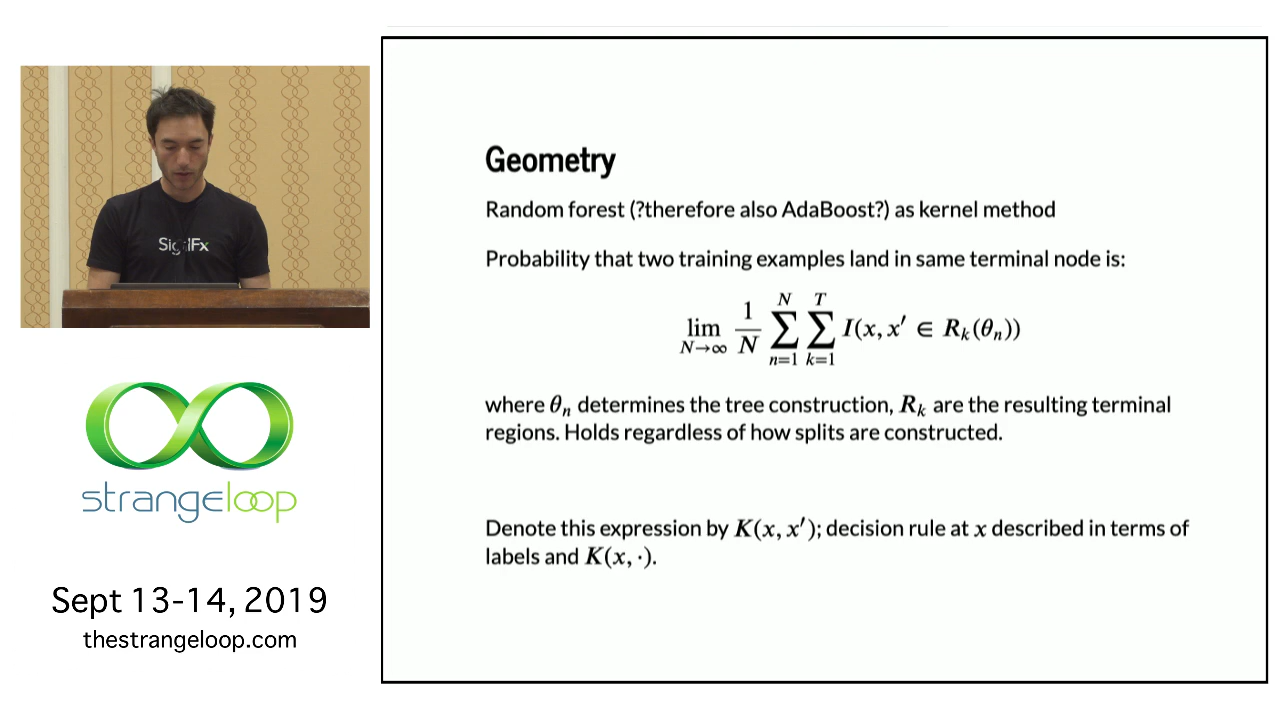 SignalFx
strangeloop
Sept 13-14, 2019
thestrangeloop.com
Geometry
Random forest (?therefore also AdaBoost?) as kernel method
Probability that two training examples land in same terminal node is:
lim_{N→∞} 1/N ∑_{n=1}^{N} ∑_{k=1}^{T} I(x, x′ ∈ R_k(θ_n))
where θ_n determines the tree construction, R_k are the resulting terminal
regions. Holds regardless of how splits are constructed.
Denote this expression by K(x, x′); decision rule at x described in terms of
labels and K(x, ·).